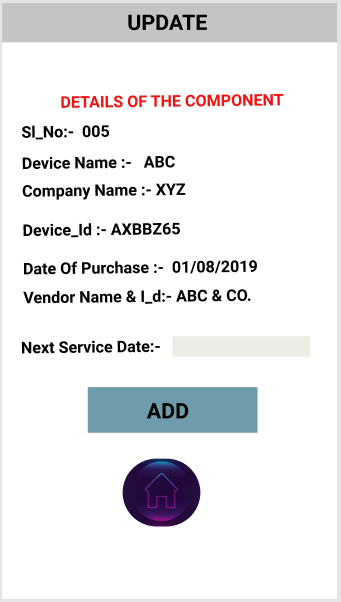 UPDATE
DETAILS OF THE COMPONENT
Sl_No:- 005
Device Name :- ABC
Company Name :- XYZ
Device_Id :- AXBBZ65
Date Of Purchase :- 01/08/2019
Vendor Name & I_d:- ABC & CO.
Next Service Date:-
ADD